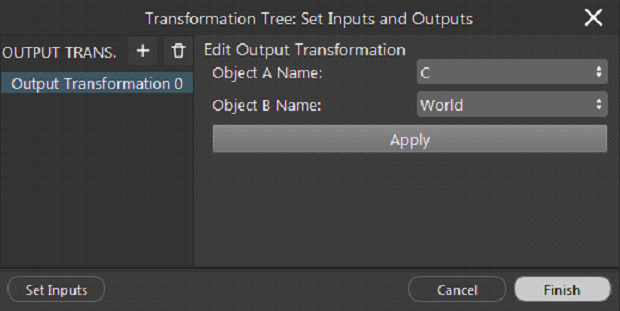 Transformation Tree: Set Inputs and Outputs
OUTPUT TRANS.
Output Transformation 0
Edit Output Transformation
Object A Name: C
Object B Name: World
Apply
Set Inputs
Cancel
Finish